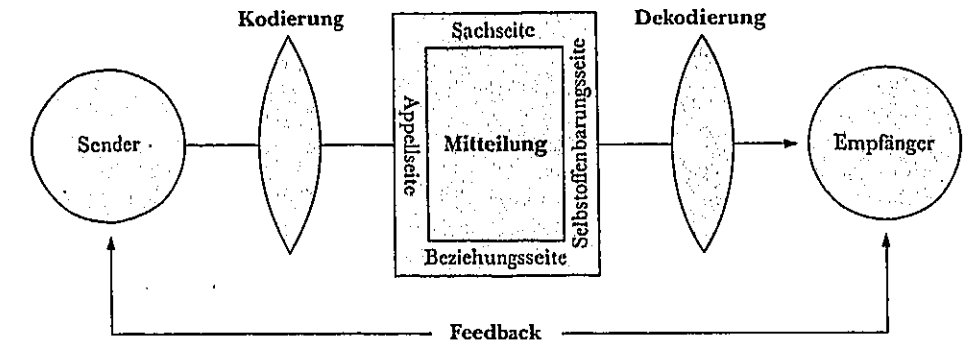 Kodierung
Dekodierung
Sachseite
Sender
Appellseite
Mitteilung
Selbstoffenbarungsseite
Empfänger
Beziehungsseite
Feedback